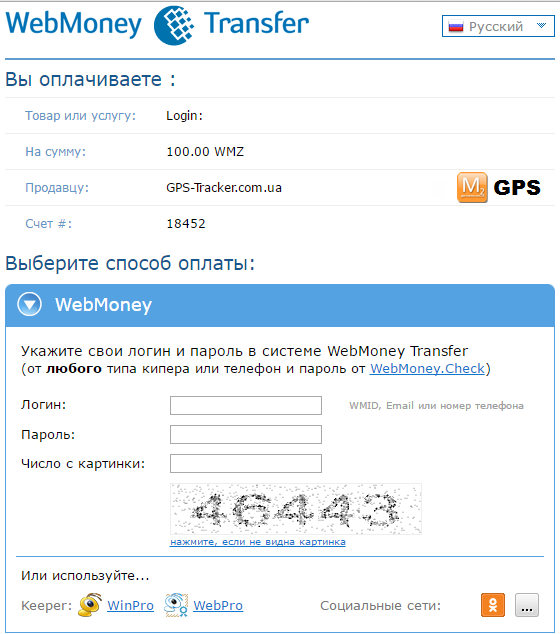 WebMoney Transfer
Русский
Вы оплачиваете :
Товар или услугу: Login:
На сумму: 100.00 WMZ
Продавцу: GPS-Tracker.com.ua M2 GPS
Счет #: 18452
Выберите способ оплаты:
WebMoney
Укажите свои логин и пароль в системе WebMoney Transfer
(от любого типа кипера или телефон и пароль от WebMoney.Check)
Логин: WMID, Email или номер телефона
Пароль:
Число с картинки:
46443
нажмите, если не видна картинка
Или используйте...
Keeper: WinPro WebPro Социальные сети: ...